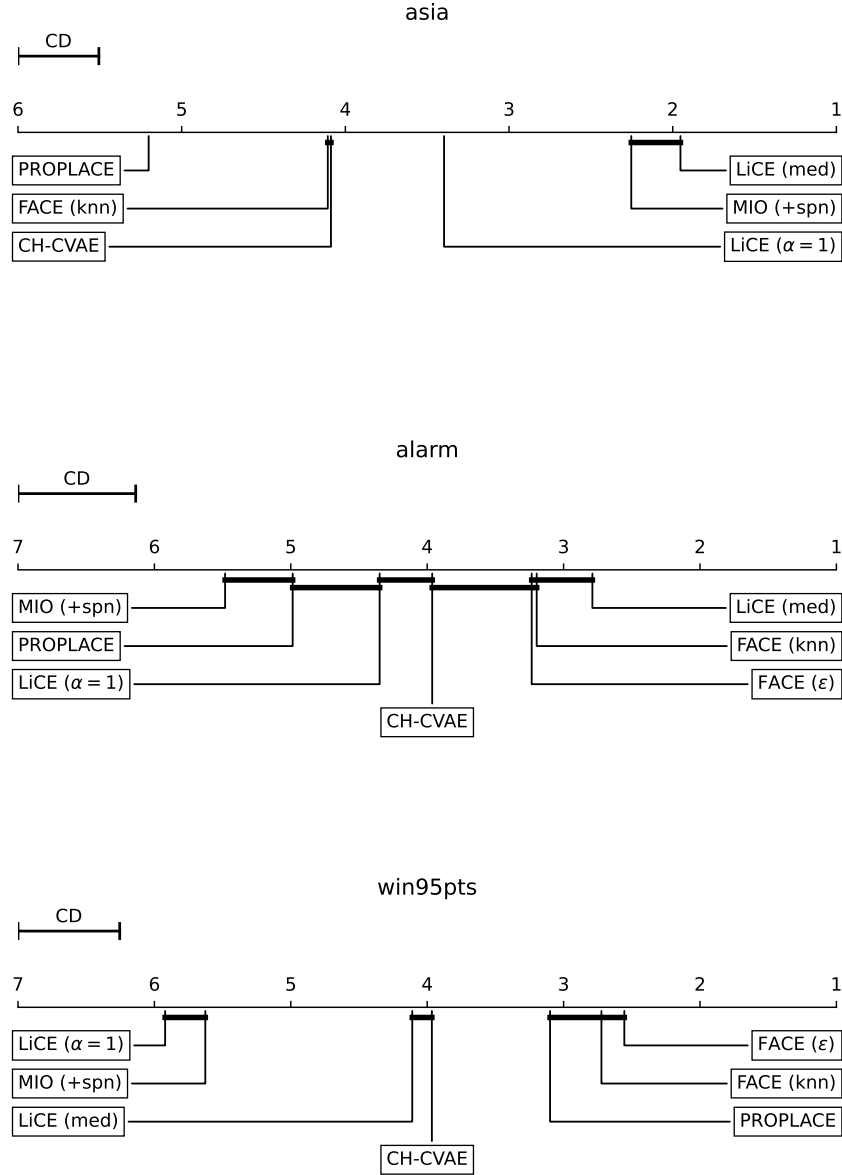 asia
CD
6 5 4 3 2 1
PROPLACE LiCE (med)
FACE (knn) MIO (+spn)
CH-CVAE LiCE (α = 1)
alarm
CD
7 6 5 4 3 2 1
MIO (+spn) LiCE (med)
PROPLACE FACE (knn)
LiCE (α = 1) FACE (ε)
CH-CVAE
win95pts
CD
7 6 5 4 3 2 1
LiCE (α = 1) FACE (ε)
MIO (+spn) FACE (knn)
LiCE (med) PROPLACE
CH-CVAE